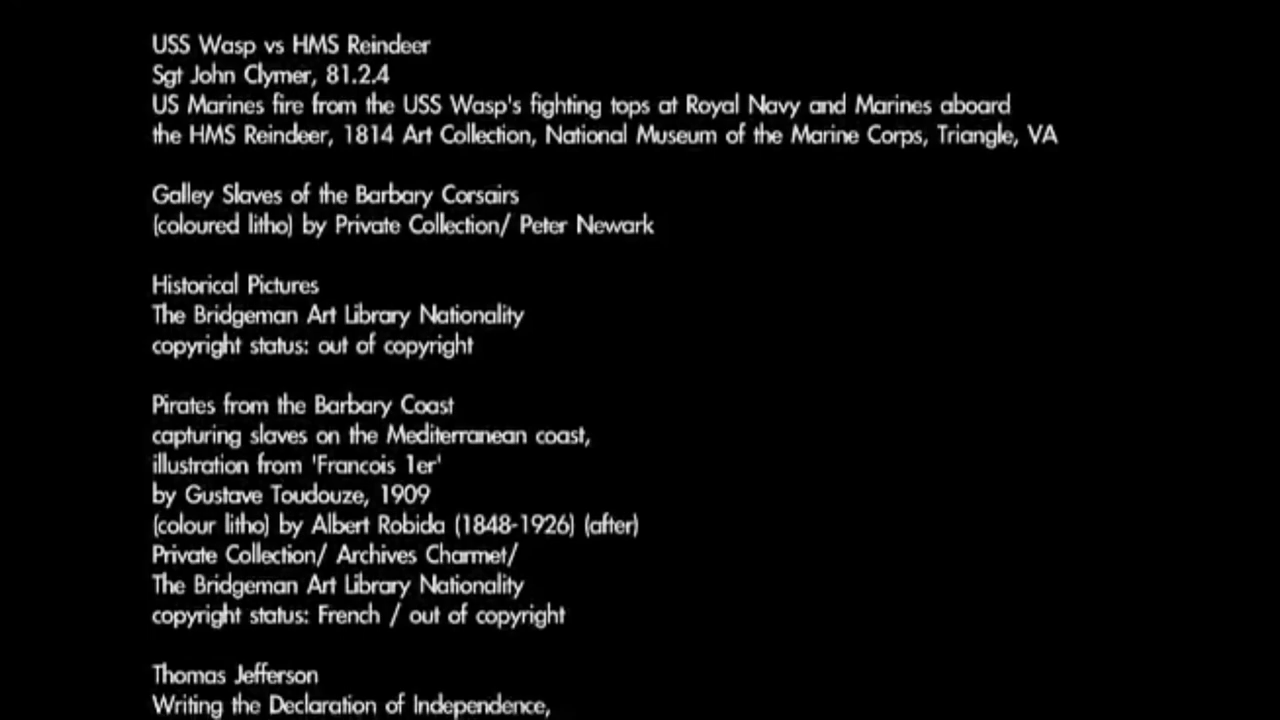 USS Wasp vs HMS Reindeer
Sgt John Clymer, 81.2.4
US Marines fire from the USS Wasp's fighting tops at Royal Navy and Marines aboard
the HMS Reindeer, 1814 Art Collection, National Museum of the Marine Corps, Triangle, VA
Galley Slaves of the Barbary Corsairs
(coloured litho) by Private Collection/ Peter Newark
Historical Pictures
The Bridgeman Art Library Nationality
copyright status: out of copyright
Pirates from the Barbary Coast
capturing slaves on the Mediterranean coast,
illustration from 'Francois 1er'
by Gustave Toudouze, 1909
(colour litho) by Albert Robida (1848-1926) (after)
Private Collection/ Archives Charmet/
The Bridgeman Art Library Nationality
copyright status: French / out of copyright
Thomas Jefferson
Writing the Declaration of Independence,